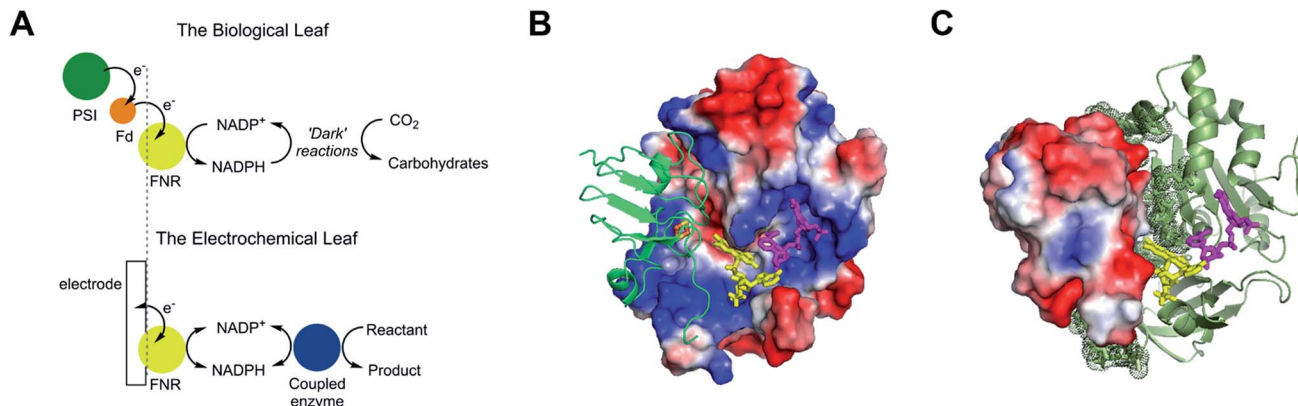 A
The Biological Leaf
e-
PSI
e-
Fd
NADP+
'Dark'
reactions
CO2
FNR
NADPH
Carbohydrates
The Electrochemical Leaf
electrode
e-
NADP+
Reactant
FNR
NADPH
Product
Coupled
enzyme
B
C